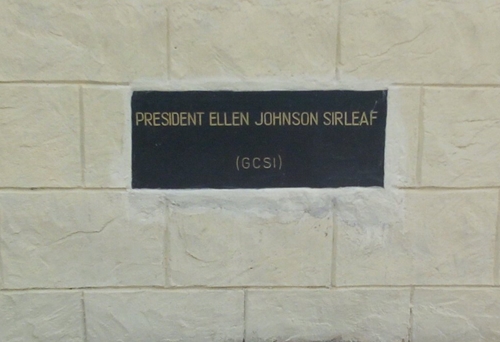 PRESIDENT ELLEN JOHNSON SIRLEAF
(GCSI)